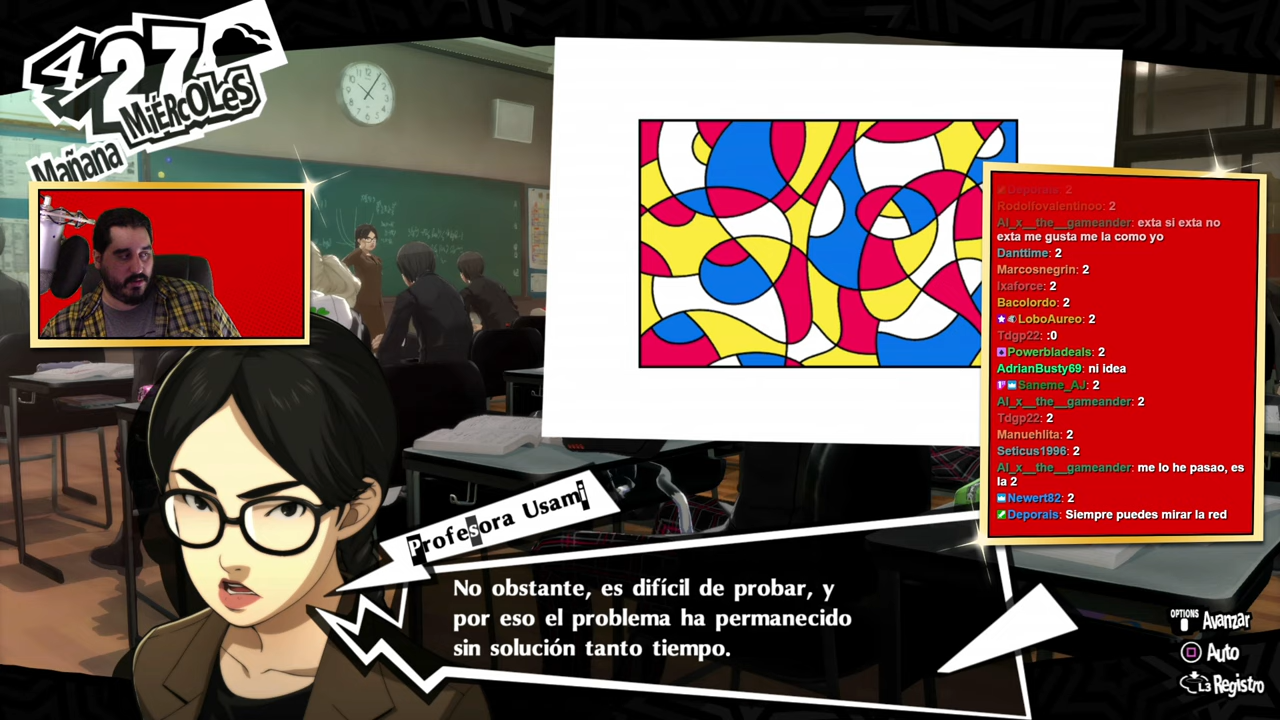 4 27
MiÉRCOLeS
Mañana
Deporais: 2
Rodolfovalentinoo: 2
Al_x__the__gameander: exta si exta no
exta me gusta me la como yo
Danttime: 2
Marcosnegrin: 2
Ixaforce: 2
Bacolordo: 2
LoboAureo: 2
Tdgp22: :0
Powerbladeals: 2
AdrianBusty69: ni idea
Saneme_AJ: 2
Al_x__the__gameander: 2
Tdgp22: 2
Manuehlita: 2
Seticus1996: 2
Al_x__the__gameander: me lo he pasao, es
la 2
Newert82: 2
Deporais: Siempre puedes mirar la red
Profesora Usami
No obstante, es difícil de probar, y
por eso el problema ha permanecido
sin solución tanto tiempo.
OPTIONS Avanzar
Auto
L3 Registro